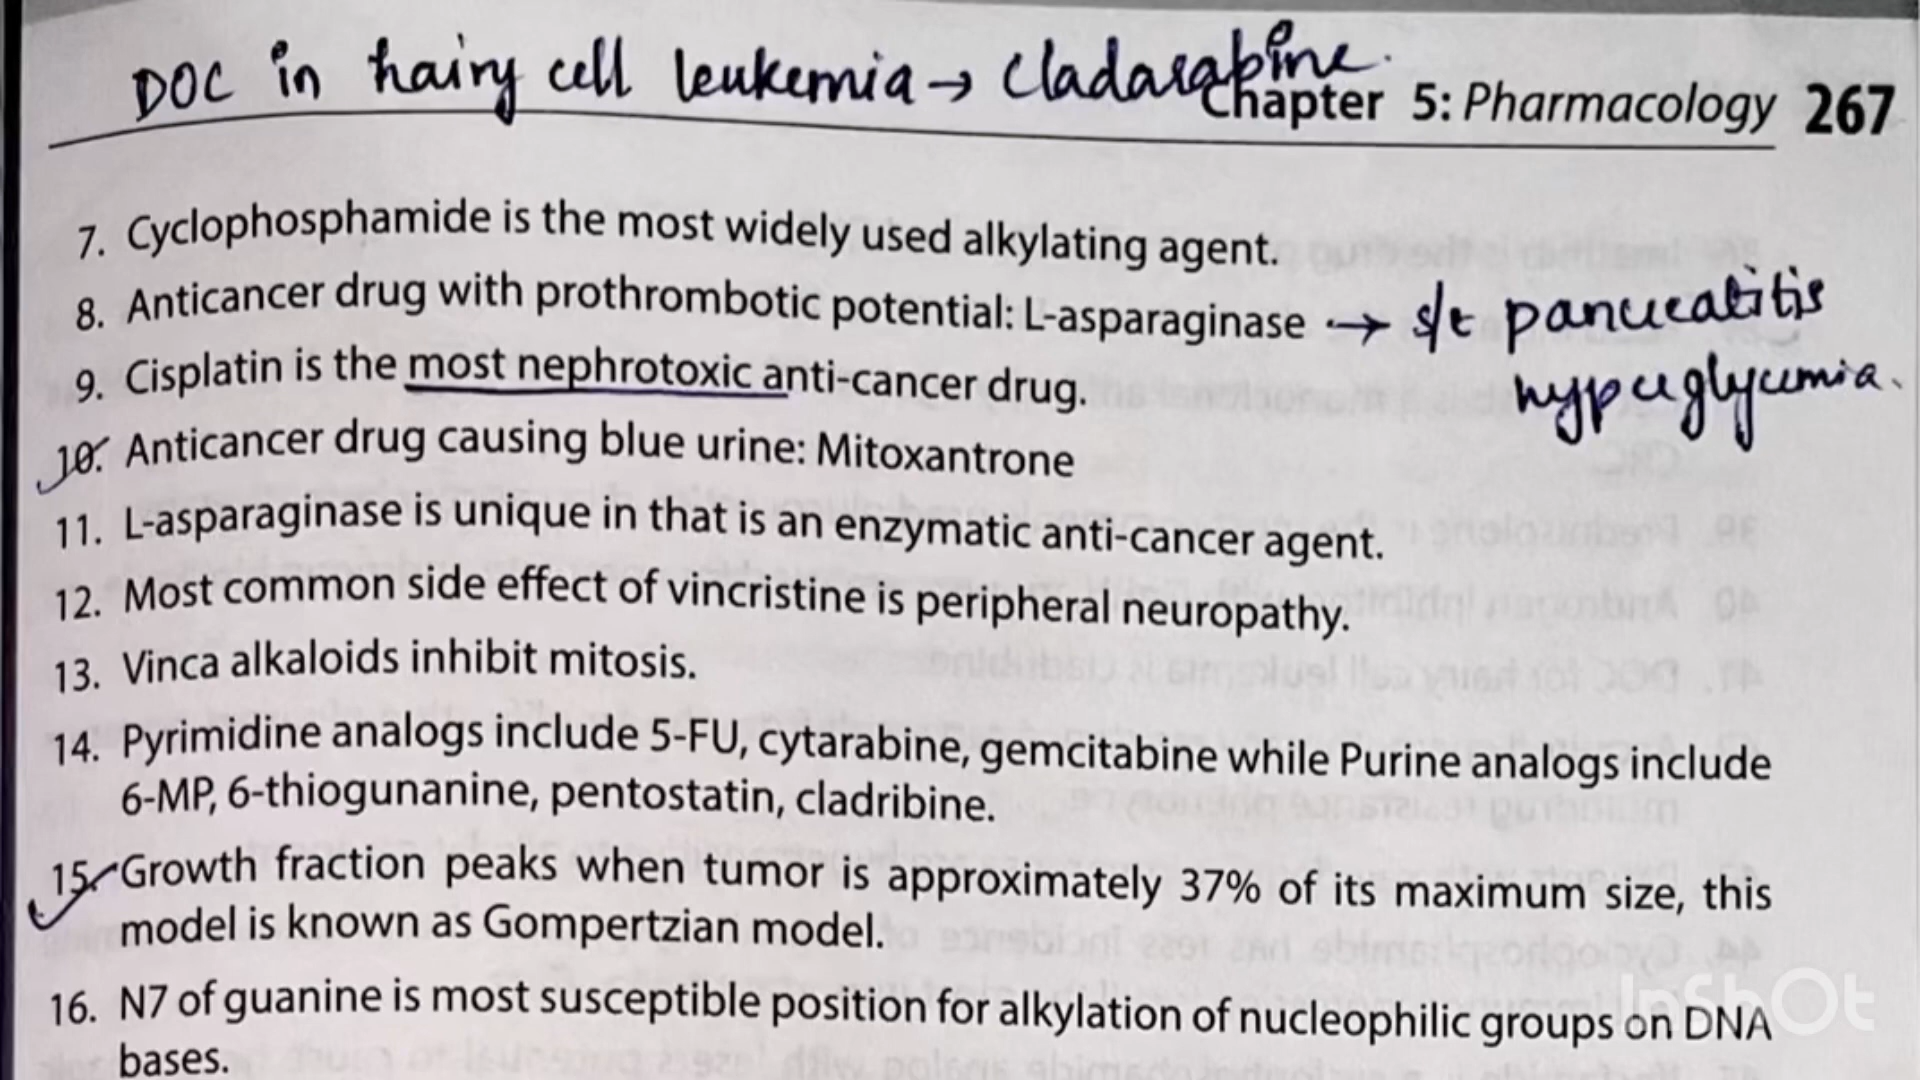 DOC in hairy cell leukemia → Cladarabine.
Chapter 5: Pharmacology 267
7. Cyclophosphamide is the most widely used alkylating agent.
8. Anticancer drug with prothrombotic potential: L-asparaginase → s/e pancreatitis
hyperglycemia.
9. Cisplatin is the most nephrotoxic anti-cancer drug.
10. Anticancer drug causing blue urine: Mitoxantrone
11. L-asparaginase is unique in that is an enzymatic anti-cancer agent.
12. Most common side effect of vincristine is peripheral neuropathy.
13. Vinca alkaloids inhibit mitosis.
14. Pyrimidine analogs include 5-FU, cytarabine, gemcitabine while Purine analogs include
6-MP, 6-thiogunanine, pentostatin, cladribine.
15. Growth fraction peaks when tumor is approximately 37% of its maximum size, this
model is known as Gompertzian model.
16. N7 of guanine is most susceptible position for alkylation of nucleophilic groups on DNA
bases.
InShOt